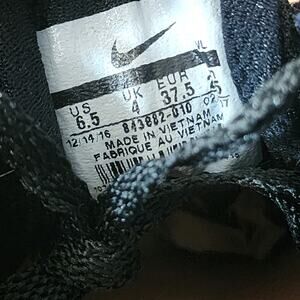 VL
US UK EUR
6.5 4 37.5
843882-010
12.14.16
MADE IN VIETNAM
FABRIQUE AU VIETNAM